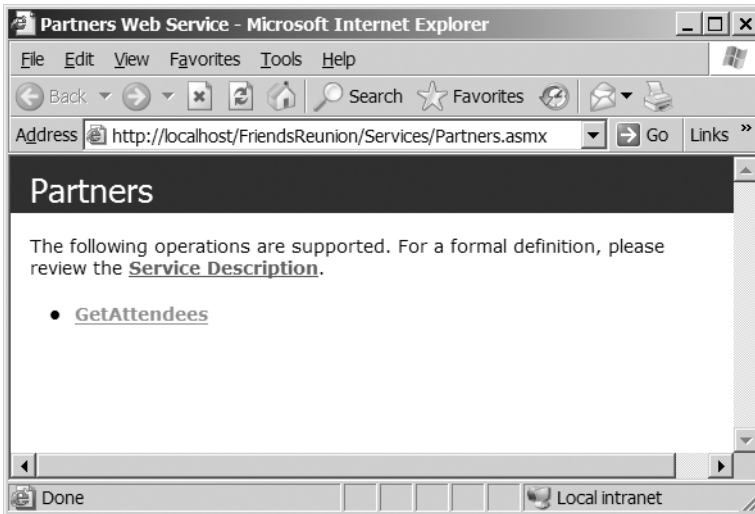 Partners Web Service - Microsoft Internet Explorer
File Edit View Favorites Tools Help
Back Search Favorites
Address http://localhost/FriendsReunion/Services/Partners.asmx Go Links »
Partners
The following operations are supported. For a formal definition, please
review the Service Description.
• GetAttendees
Done Local intranet